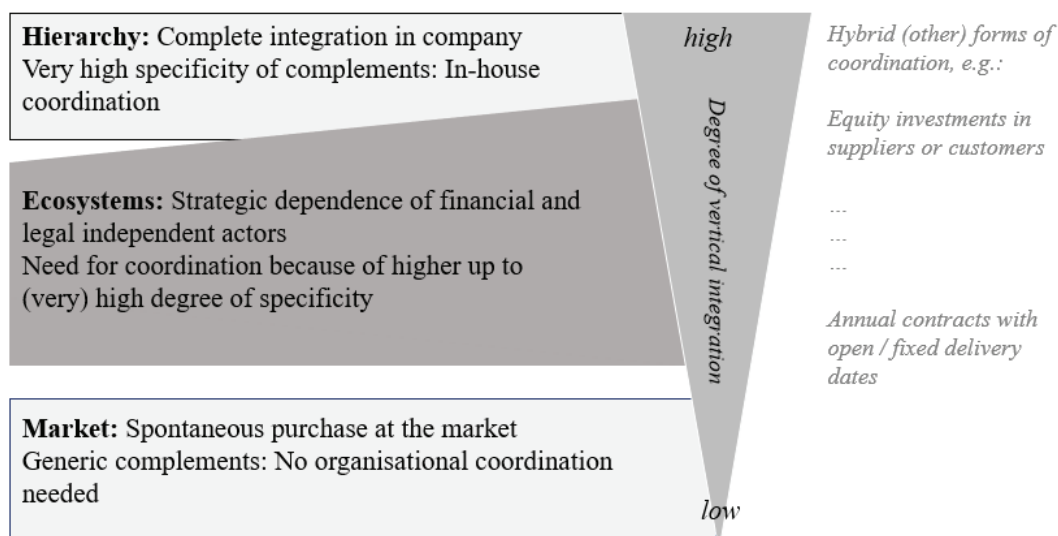 Hierarchy: Complete integration in company
Very high specificity of complements: In-house
coordination
Ecosystems: Strategic dependence of financial and
legal independent actors
Need for coordination because of higher up to
(very) high degree of specificity
Market: Spontaneous purchase at the market
Generic complements: No organisational coordination
needed
high
Degree of vertical integration
low
Hybrid (other) forms of
coordination, e.g.:
Equity investments in
suppliers or customers
...
...
...
Annual contracts with
open / fixed delivery
dates